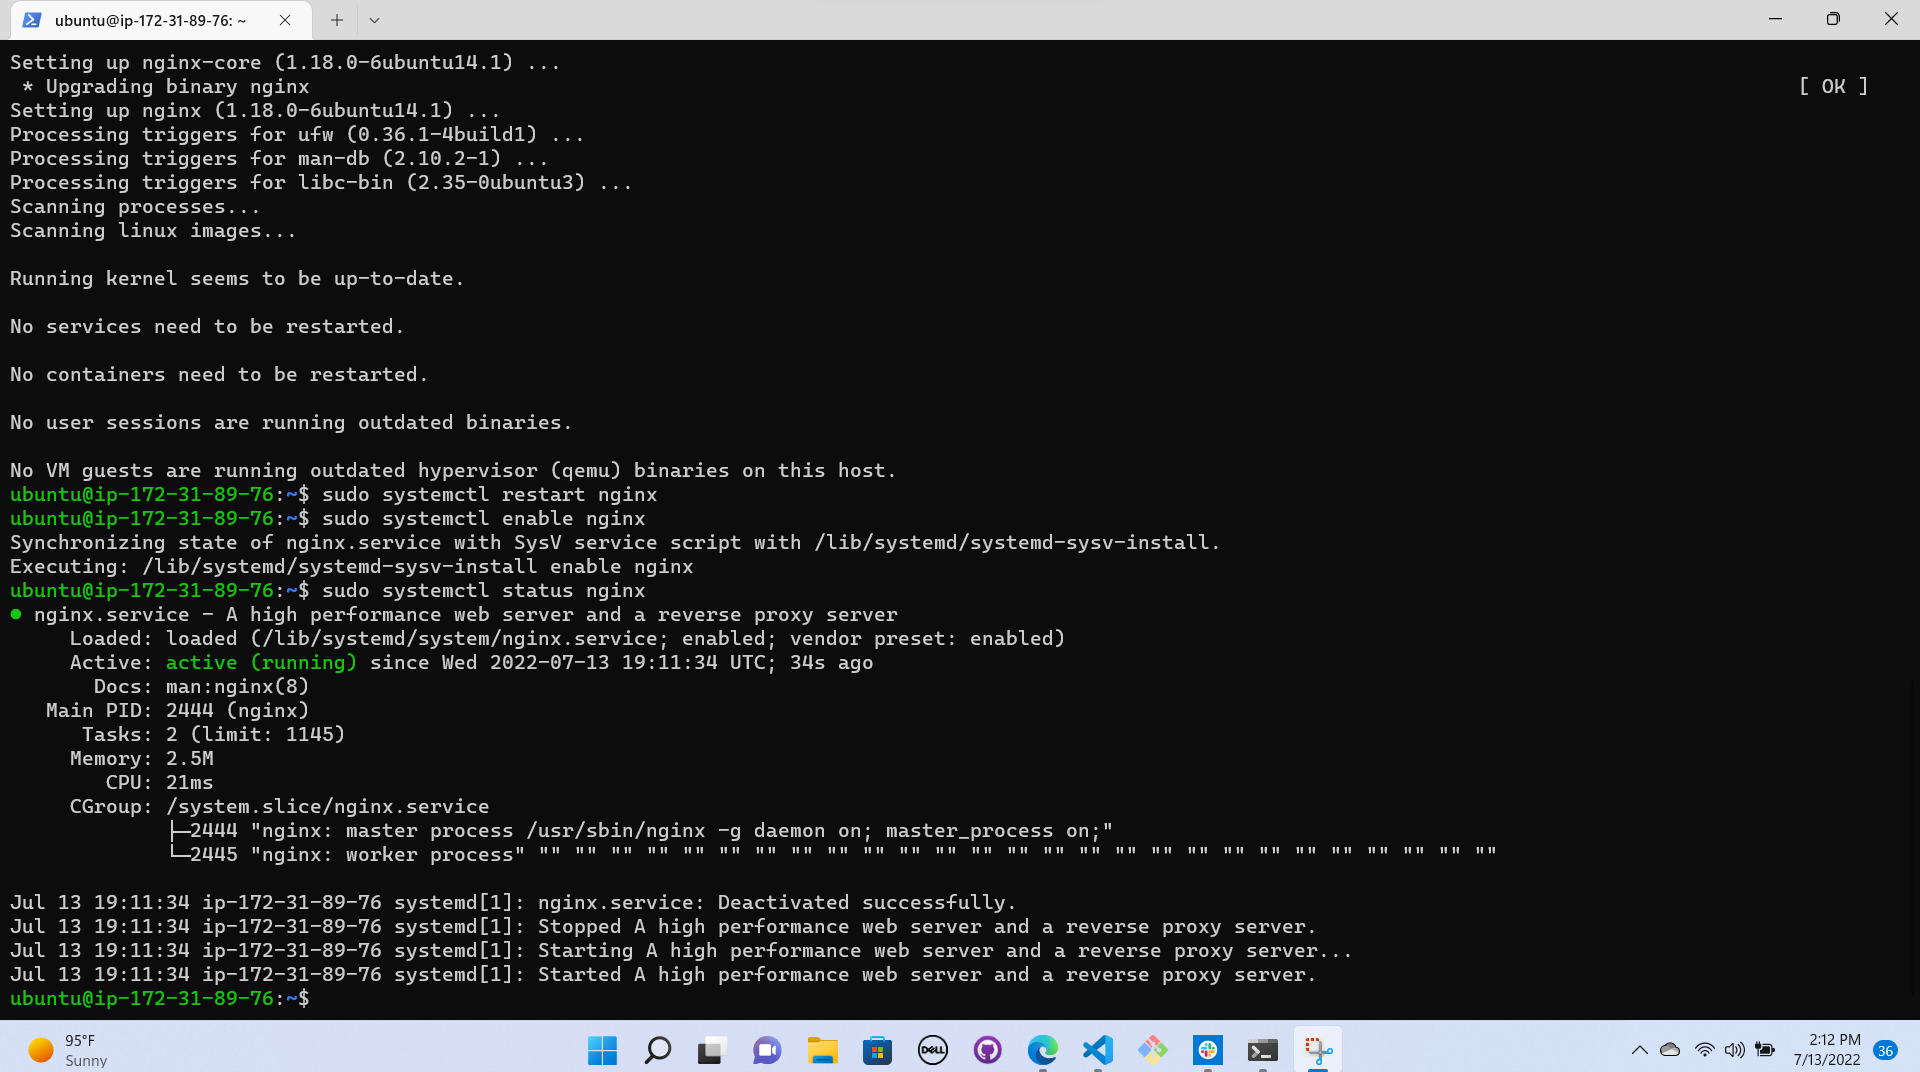 ubuntu@ip-172-31-89-76: ~
Setting up nginx-core (1.18.0-6ubuntu14.1) ...
 * Upgrading binary nginx [ OK ]
Setting up nginx (1.18.0-6ubuntu14.1) ...
Processing triggers for ufw (0.36.1-4build1) ...
Processing triggers for man-db (2.10.2-1) ...
Processing triggers for libc-bin (2.35-0ubuntu3) ...
Scanning processes...
Scanning linux images...
Running kernel seems to be up-to-date.
No services need to be restarted.
No containers need to be restarted.
No user sessions are running outdated binaries.
No VM guests are running outdated hypervisor (qemu) binaries on this host.
ubuntu@ip-172-31-89-76:~$ sudo systemctl restart nginx
ubuntu@ip-172-31-89-76:~$ sudo systemctl enable nginx
Synchronizing state of nginx.service with SysV service script with /lib/systemd/systemd-sysv-install.
Executing: /lib/systemd/systemd-sysv-install enable nginx
ubuntu@ip-172-31-89-76:~$ sudo systemctl status nginx
● nginx.service - A high performance web server and a reverse proxy server
     Loaded: loaded (/lib/systemd/system/nginx.service; enabled; vendor preset: enabled)
     Active: active (running) since Wed 2022-07-13 19:11:34 UTC; 34s ago
       Docs: man:nginx(8)
   Main PID: 2444 (nginx)
      Tasks: 2 (limit: 1145)
     Memory: 2.5M
        CPU: 21ms
     CGroup: /system.slice/nginx.service
             ├─2444 "nginx: master process /usr/sbin/nginx -g daemon on; master_process on;"
             └─2445 "nginx: worker process" "" "" "" "" "" "" "" "" "" "" "" "" "" "" "" "" "" "" "" "" "" "" "" "" "" "" ""
Jul 13 19:11:34 ip-172-31-89-76 systemd[1]: nginx.service: Deactivated successfully.
Jul 13 19:11:34 ip-172-31-89-76 systemd[1]: Stopped A high performance web server and a reverse proxy server.
Jul 13 19:11:34 ip-172-31-89-76 systemd[1]: Starting A high performance web server and a reverse proxy server...
Jul 13 19:11:34 ip-172-31-89-76 systemd[1]: Started A high performance web server and a reverse proxy server.
ubuntu@ip-172-31-89-76:~$
95°F
Sunny
DELL
2:12 PM
7/13/2022
36